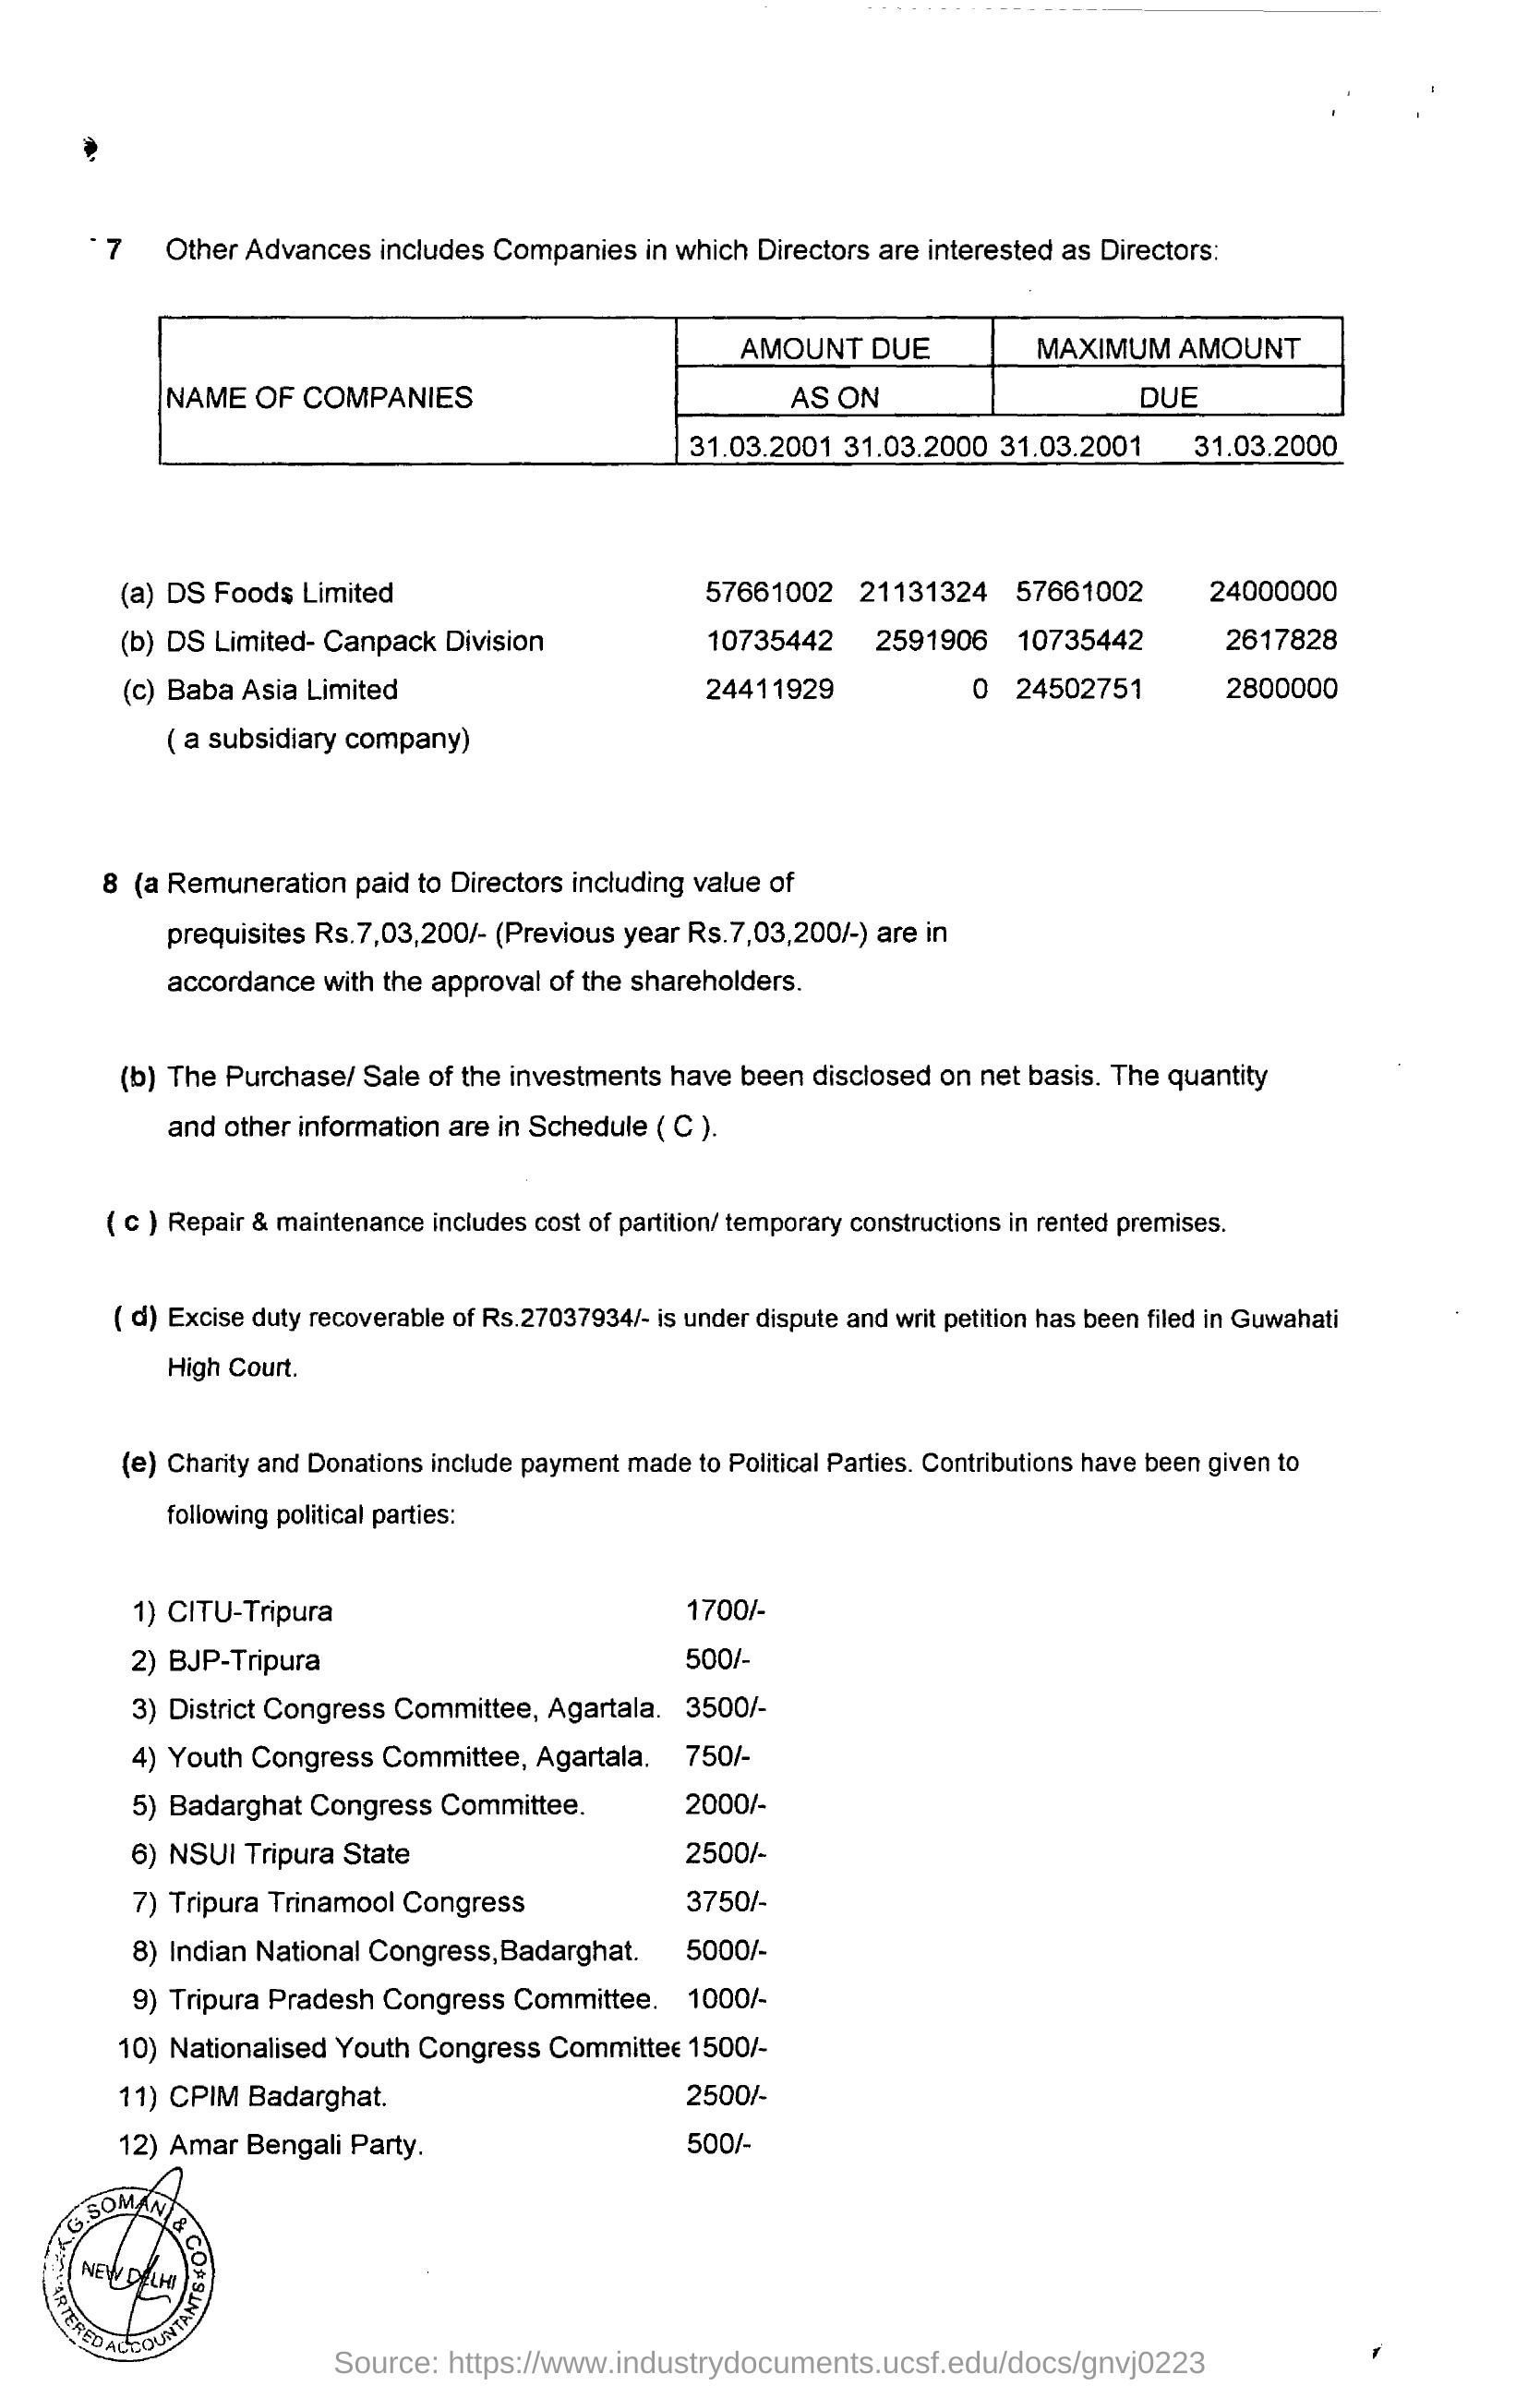 7 Other Advances includes Companies in which Directors are interested as Directors:
AMOUNT DUE MAXIMUM AMOUNT
NAME OF COMPANIES AS ON DUE
31.03.2001 31.03.2000 31.03.2001 31.03.2000
(a) DS Foods Limited 57661002 21131324 57661002 24000000
(b) DS Limited- Canpack Division 10735442 2591906 10735442 2617828
(c) Baba Asia Limited 24411929 0 24502751 2800000
( a subsidiary company)
8 (a Remuneration paid to Directors including value of
prequisites Rs.7,03,200/- (Previous year Rs.7,03,200/-) are in
accordance with the approval of the shareholders.
(b) The Purchase/ Sale of the investments have been disclosed on net basis. The quantity
and other information are in Schedule ( C ).
( c ) Repair & maintenance includes cost of partition/ temporary constructions in rented premises.
( d) Excise duty recoverable of Rs.27037934/- is under dispute and writ petition has been filed in Guwahati
High Court.
(e) Charity and Donations include payment made to Political Parties. Contributions have been given to
following political parties:
1) CITU-Tripura 1700/-
2) BJP-Tripura 500/-
3) District Congress Committee, Agartala. 3500/-
4) Youth Congress Committee, Agartala. 750/-
5) Badarghat Congress Committee. 2000/-
6) NSUI Tripura State 2500/-
7) Tripura Trinamool Congress 3750/-
8) Indian National Congress,Badarghat. 5000/-
9) Tripura Pradesh Congress Committee. 1000/-
10) Nationalised Youth Congress Committee 1500/-
11) CPIM Badarghat. 2500/-
12) Amar Bengali Party. 500/-
K.G.SOMANI & CO
NEW DELHI
ARTERED ACCOUNTANTS
Source: https://www.industrydocuments.ucsf.edu/docs/gnvj0223